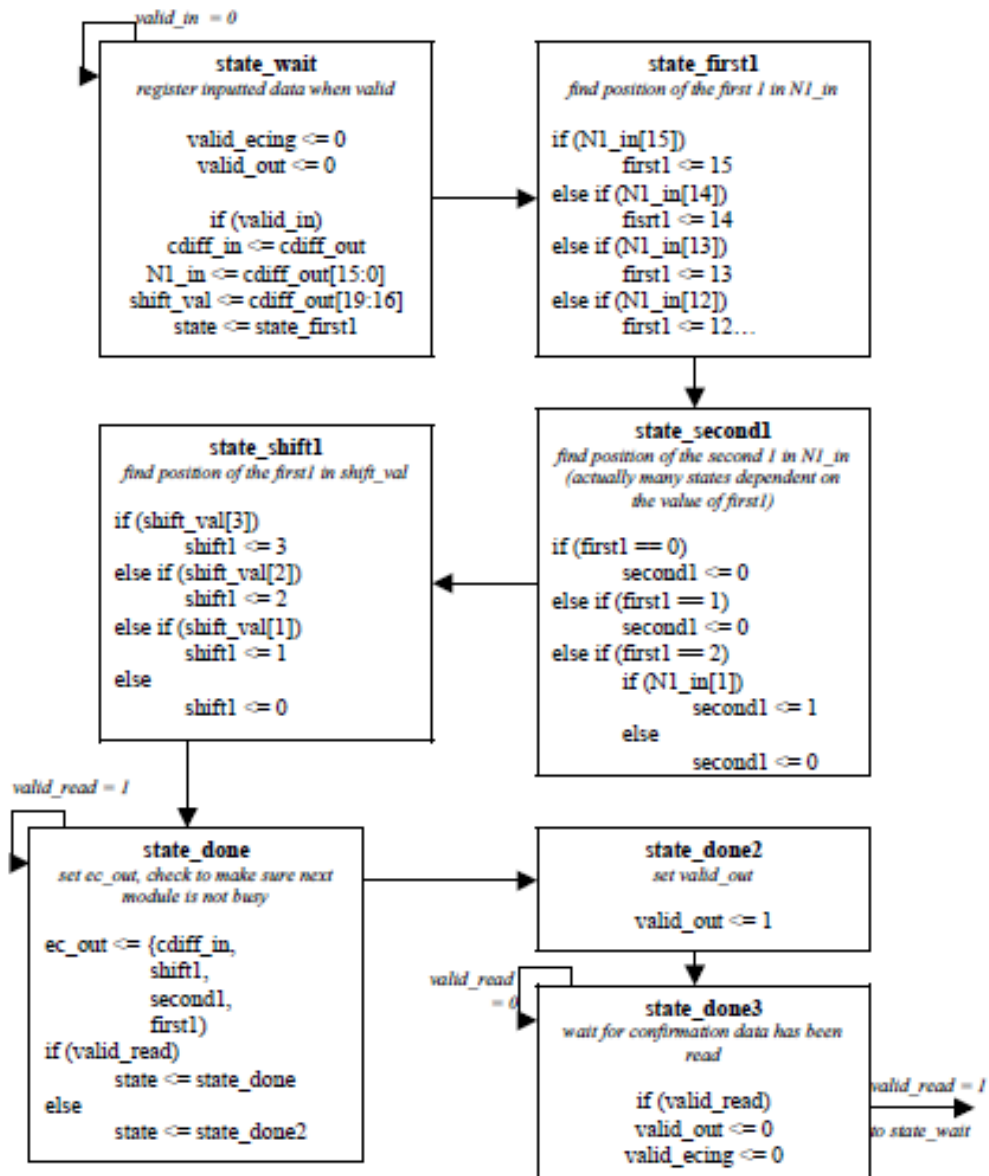 valid_in = 0
state_wait
register inputted data when valid
valid_ecing <= 0
valid_out <= 0
if (valid_in)
cdiff_in <= cdiff_out
N1_in <= cdiff_out[15:0]
shift_val <= cdiff_out[19:16]
state <= state_first1
state_first1
find position of the first 1 in N1_in
if (N1_in[15])
first1 <= 15
else if (N1_in[14])
fisrt1 <= 14
else if (N1_in[13])
first1 <= 13
else if (N1_in[12])
first1 <= 12...
state_second1
find position of the second 1 in N1_in
(actually many states dependent on
the value of first1)
if (first1 == 0)
second1 <= 0
else if (first1 == 1)
second1 <= 0
else if (first1 == 2)
if (N1_in[1])
second1 <= 1
else
second1 <= 0
state_shift1
find position of the first1 in shift_val
if (shift_val[3])
shift1 <= 3
else if (shift_val[2])
shift1 <= 2
else if (shift_val[1])
shift1 <= 1
else
shift1 <= 0
valid_read = 1
state_done
set ec_out, check to make sure next
module is not busy
ec_out <= {cdiff_in,
shift1,
second1,
first1)
if (valid_read)
state <= state_done
else
state <= state_done2
state_done2
set valid_out
valid_out <= 1
valid_read
= 0
state_done3
wait for confirmation data has been
read
if (valid_read)
valid_out <= 0
valid_ecing <= 0
valid_read = 1
to state_wait